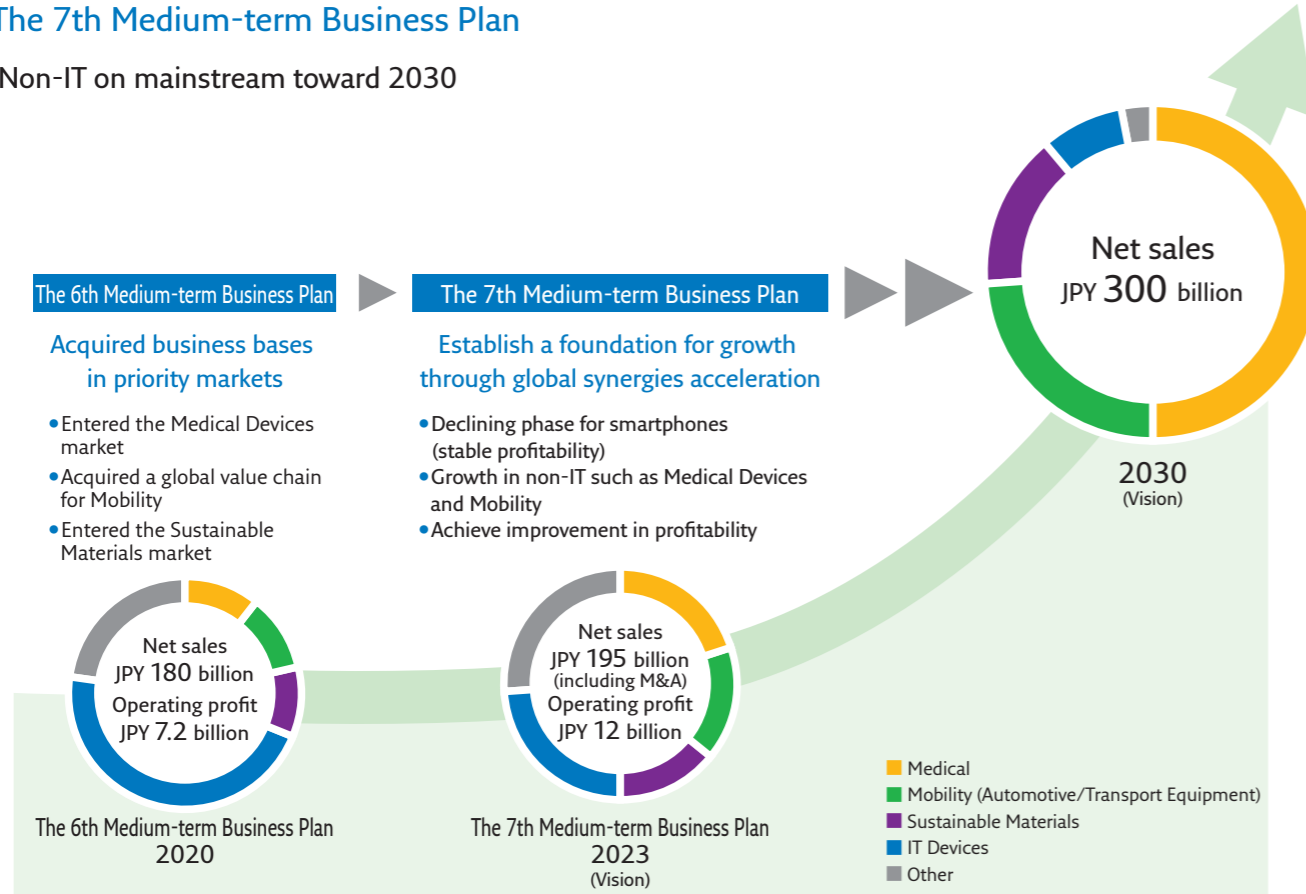 The 7th Medium-term Business Plan
Non-IT on mainstream toward 2030
The 6th Medium-term Business Plan
Acquired business bases
in priority markets
•Entered the Medical Devices
market
•Acquired a global value chain
for Mobility
•Entered the Sustainable
Materials market
The 7th Medium-term Business Plan
Establish a foundation for growth
through global synergies acceleration
•Declining phase for smartphones
(stable profitability)
•Growth in non-IT such as Medical Devices
and Mobility
•Achieve improvement in profitability
Net sales
JPY 300 billion
2030
(Vision)
Net sales
JPY 180 billion
Operating profit
JPY 7.2 billion
The 6th Medium-term Business Plan
2020
Net sales
JPY 195 billion
(including M&A)
Operating profit
JPY 12 billion
The 7th Medium-term Business Plan
2023
(Vision)
Medical
Mobility (Automotive/Transport Equipment)
Sustainable Materials
IT Devices
Other